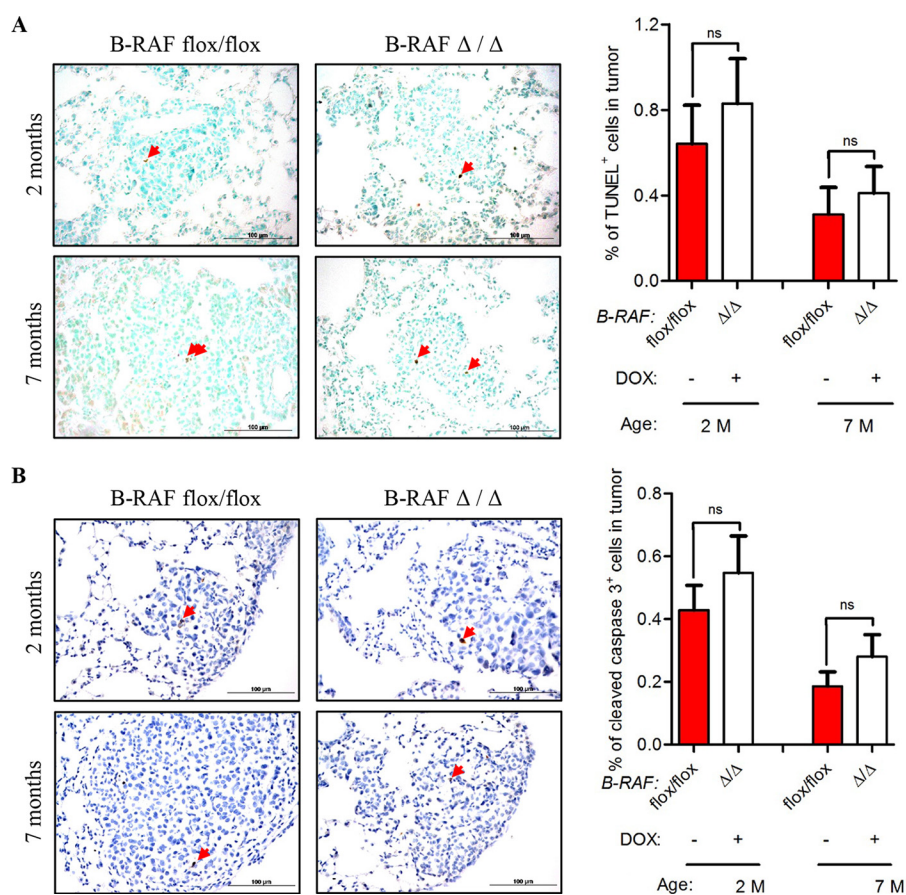 A
B-RAF flox/flox
B-RAF Δ / Δ
2 months
7 months
100 µm
100 µm
100 µm
100 µm
% of TUNEL+ cells in tumor
1.2
0.8
0.4
0.0
ns
ns
B-RAF:
flox/flox
Δ/Δ
flox/flox
Δ/Δ
DOX: - + - +
Age: 2 M 7 M
B
B-RAF flox/flox
B-RAF Δ / Δ
2 months
7 months
100 µm
100 µm
100 µm
100 µm
% of cleaved caspase 3+ cells in tumor
0.8
0.6
0.4
0.2
0.0
ns
ns
B-RAF:
flox/flox
Δ/Δ
flox/flox
Δ/Δ
DOX: - + - +
Age: 2 M 7 M